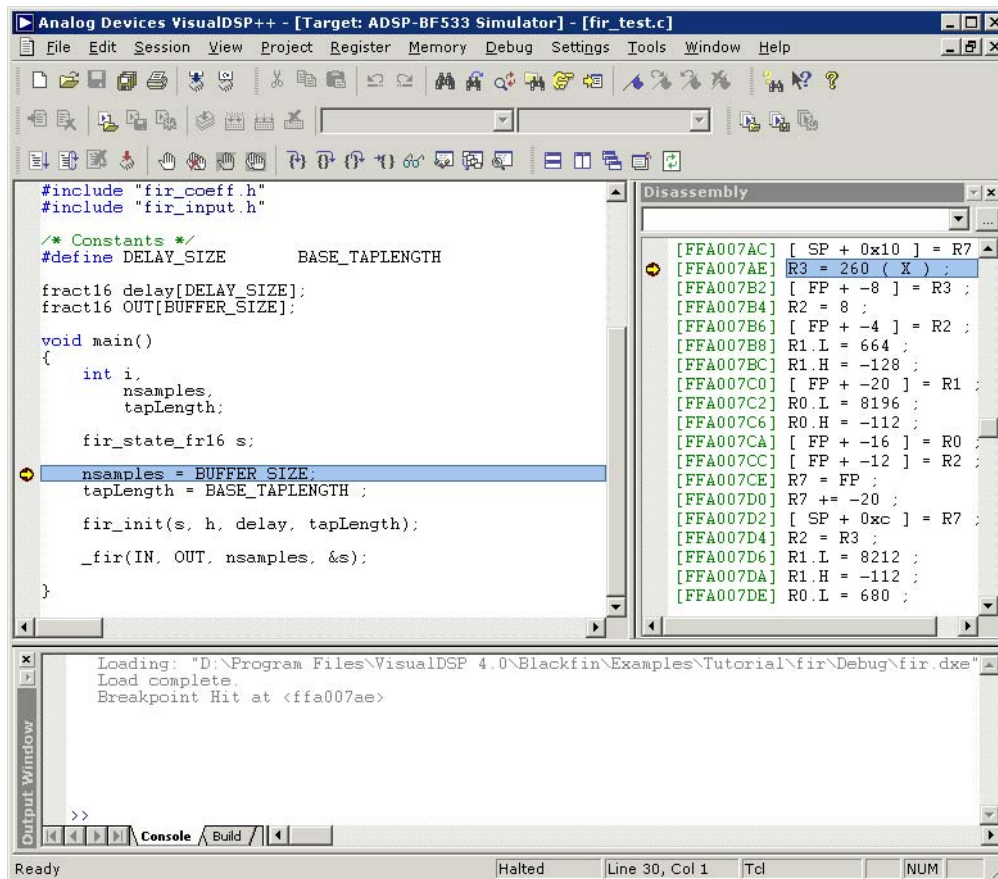 Analog Devices VisualDSP++ - [Target: ADSP-BF533 Simulator] - [fir_test.c]
File Edit Session View Project Register Memory Debug Settings Tools Window Help
#include "fir_coeff.h"
#include "fir_input.h"
/* Constants */
#define DELAY_SIZE BASE_TAPLENGTH
fract16 delay[DELAY_SIZE];
fract16 OUT[BUFFER_SIZE];
void main()
{
int i,
nsamples,
tapLength;
fir_state_fr16 s;
nsamples = BUFFER_SIZE;
tapLength = BASE_TAPLENGTH ;
fir_init(s, h, delay, tapLength);
_fir(IN, OUT, nsamples, &s);
}
Disassembly
...
[FFA007AC] [ SP + 0x10 ] = R7
[FFA007AE] R3 = 260 ( X ) ;
[FFA007B2] [ FP + -8 ] = R3 ;
[FFA007B4] R2 = 8 ;
[FFA007B6] [ FP + -4 ] = R2 ;
[FFA007B8] R1.L = 664 ;
[FFA007BC] R1.H = -128 ;
[FFA007C0] [ FP + -20 ] = R1 ;
[FFA007C2] R0.L = 8196 ;
[FFA007C6] R0.H = -112 ;
[FFA007CA] [ FP + -16 ] = R0 ;
[FFA007CC] [ FP + -12 ] = R2 ;
[FFA007CE] R7 = FP ;
[FFA007D0] R7 += -20 ;
[FFA007D2] [ SP + 0xc ] = R7 ;
[FFA007D4] R2 = R3 ;
[FFA007D6] R1.L = 8212 ;
[FFA007DA] R1.H = -112 ;
[FFA007DE] R0.L = 680 ;
Output Window
Loading: "D:\Program Files\VisualDSP 4.0\Blackfin\Examples\Tutorial\fir\Debug\fir.dxe"
Load complete.
Breakpoint Hit at <ffa007ae>
>>
Console Build
Ready Halted Line 30, Col 1 Tcl NUM